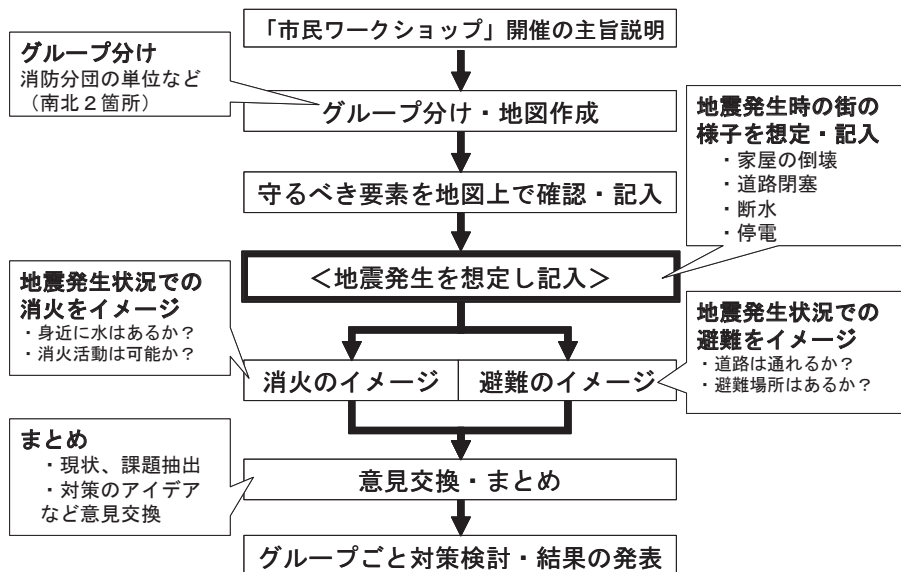 「市民ワークショップ」開催の主旨説明
グループ分け
消防分団の単位など
（南北２箇所）
グループ分け・地図作成
地震発生時の街の
様子を想定・記入
・家屋の倒壊
・道路閉塞
・断水
・停電
守るべき要素を地図上で確認・記入
＜地震発生を想定し記入＞
地震発生状況での
消火をイメージ
・身近に水はあるか？
・消火活動は可能か？
地震発生状況での
避難をイメージ
・道路は通れるか？
・避難場所はあるか？
消火のイメージ
避難のイメージ
まとめ
・現状、課題抽出
・対策のアイデア
など意見交換
意見交換・まとめ
グループごと対策検討・結果の発表